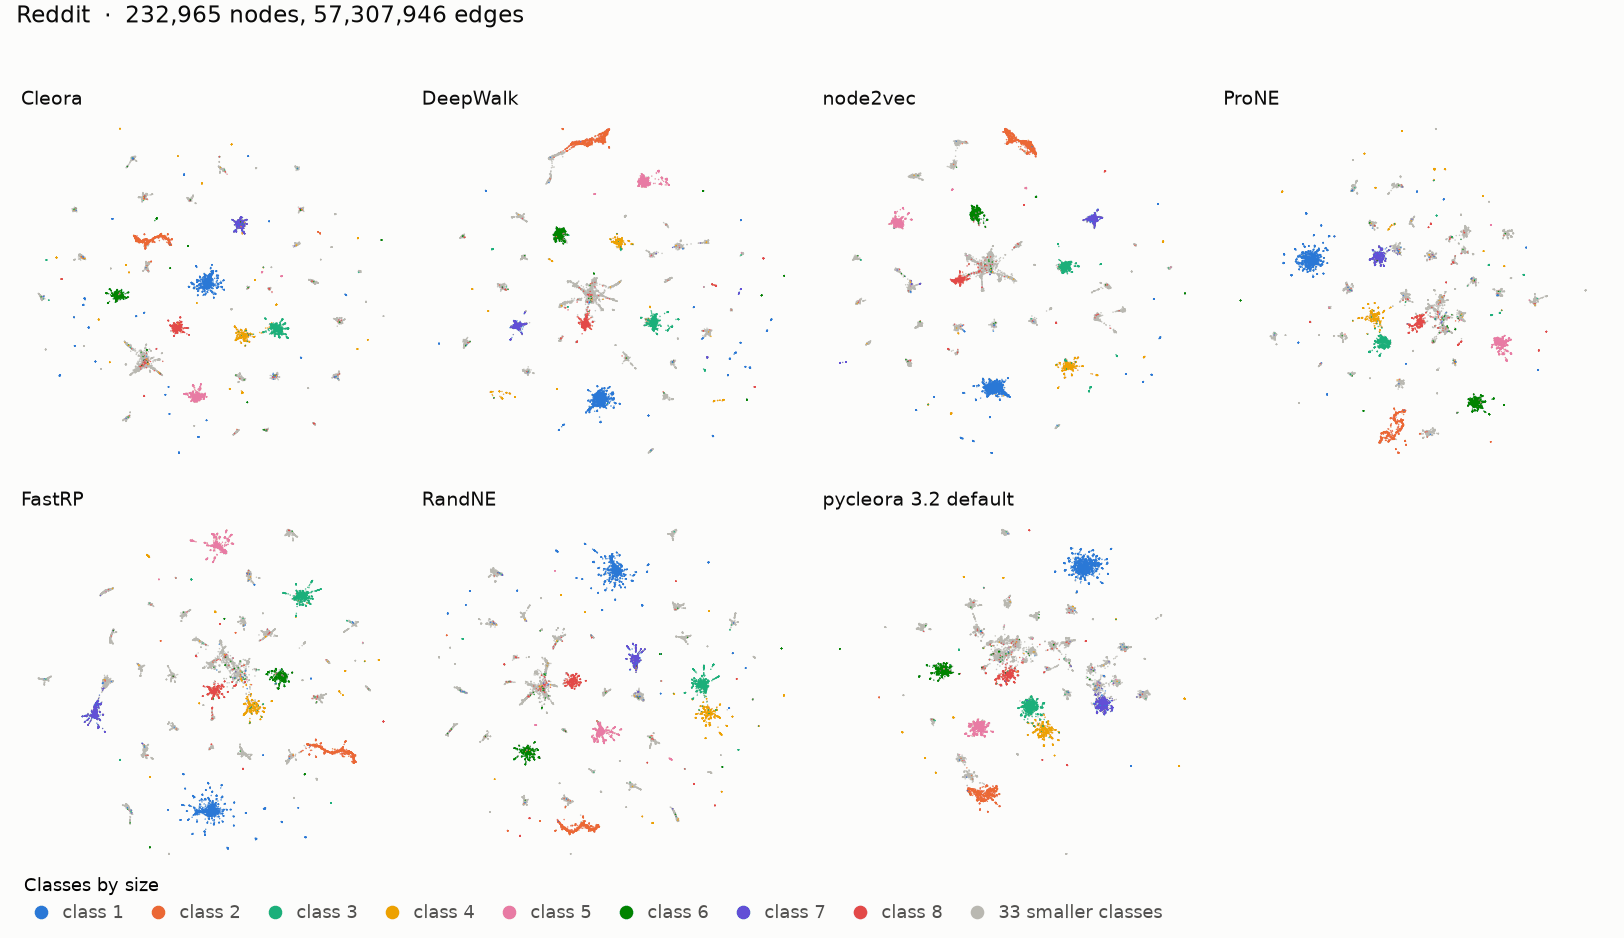 Reddit · 232,965 nodes, 57,307,946 edges
Cleora
DeepWalk
node2vec
ProNE
FastRP
RandNE
pycleora 3.2 default
Classes by size
class 1
class 2
class 3
class 4
class 5
class 6
class 7
class 8
33 smaller classes